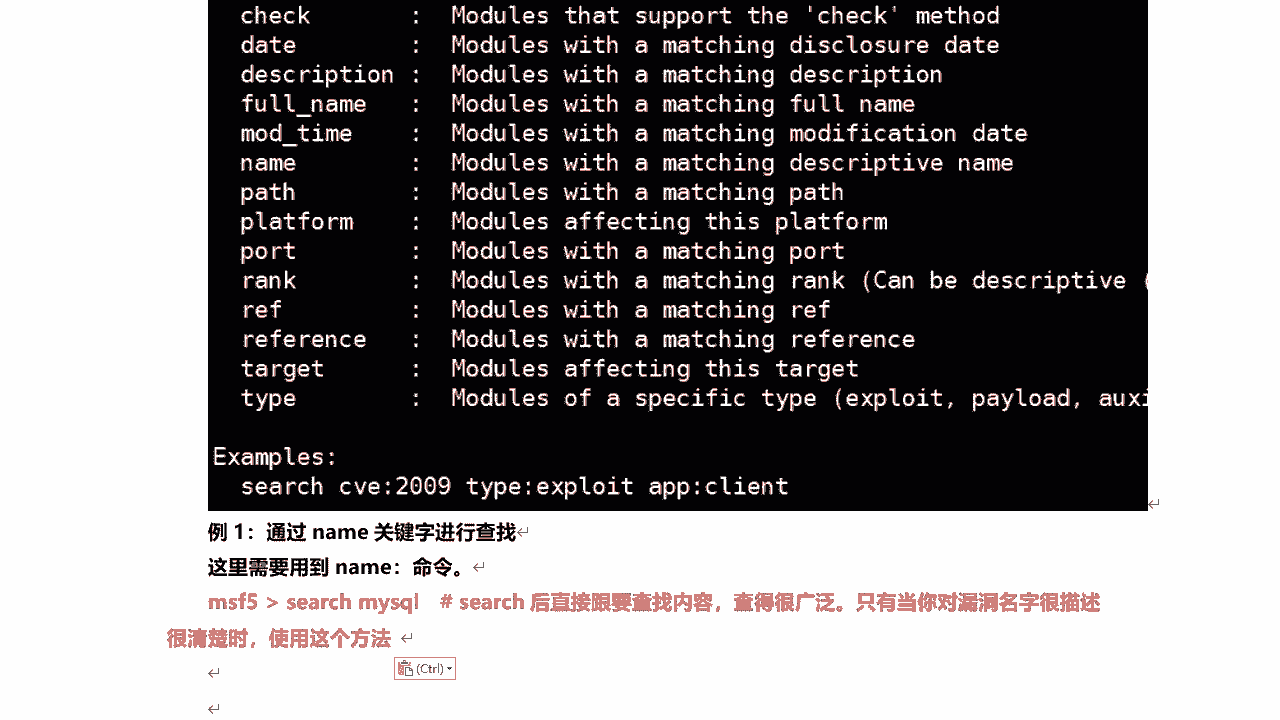 check       :  Modules that support the 'check' method
date        :  Modules with a matching disclosure date
description :  Modules with a matching description
full_name   :  Modules with a matching full name
mod_time    :  Modules with a matching modification date
name        :  Modules with a matching descriptive name
path        :  Modules with a matching path
platform    :  Modules affecting this platform
port        :  Modules with a matching port
rank        :  Modules with a matching rank (Can be descriptive (
ref         :  Modules with a matching ref
reference   :  Modules with a matching reference
target      :  Modules affecting this target
type        :  Modules of a specific type (exploit, payload, auxi
Examples:
search cve:2009 type:exploit app:client
例 1：通过 name 关键字进行查找
这里需要用到 name：命令。
msf5 > search mysql   # search 后直接跟要查找内容，查得很广泛。只有当你对漏洞名字很描述
很清楚时，使用这个方法
(Ctrl)